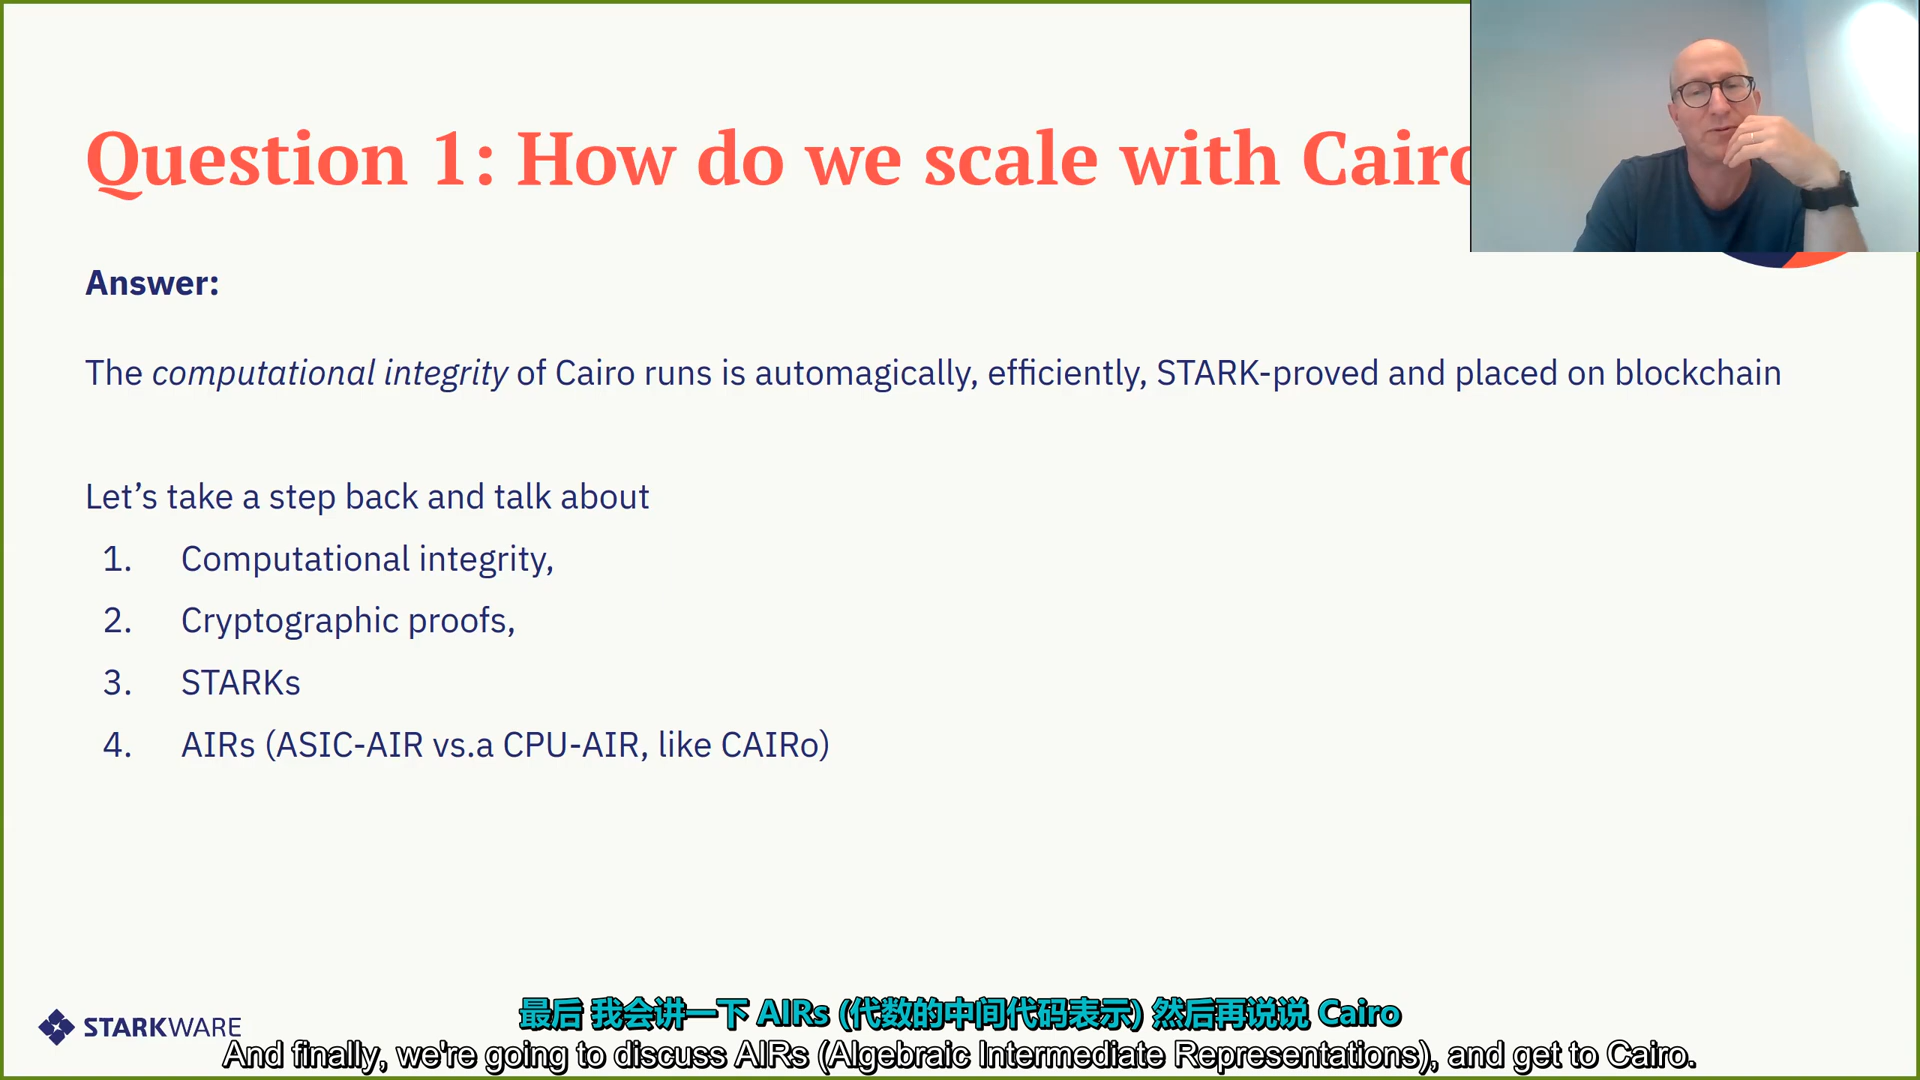 Question 1: How do we scale with Cairo
Answer:
The computational integrity of Cairo runs is automagically, efficiently, STARK-proved and placed on blockchain
Let’s take a step back and talk about
1. Computational integrity,
2. Cryptographic proofs,
3. STARKs
4. AIRs (ASIC-AIR vs.a CPU-AIR, like CAIRo)
STARKWARE
最后 我会讲一下 AIRs (代数的中间代码表示) 然后再说说 Cairo
And finally, we're going to discuss AIRs (Algebraic Intermediate Representations), and get to Cairo.